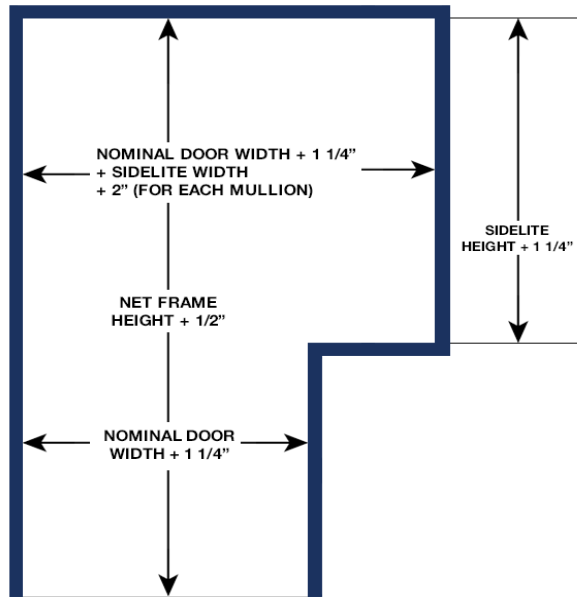 NOMINAL DOOR WIDTH + 1 1/4”
+ SIDELITE WIDTH
+ 2” (FOR EACH MULLION)
SIDELITE
HEIGHT + 1 1/4”
NET FRAME
HEIGHT + 1/2”
NOMINAL DOOR
WIDTH + 1 1/4”